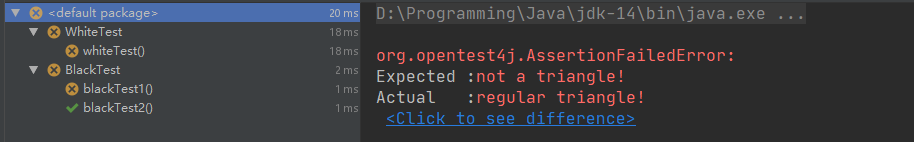 <default package> 20 ms
WhiteTest 18 ms
whiteTest() 18 ms
BlackTest 2 ms
blackTest1() 1 ms
blackTest2() 1 ms
D:\Programming\Java\jdk-14\bin\java.exe ...
org.opentest4j.AssertionFailedError:
Expected :not a triangle!
Actual   :regular triangle!
<Click to see difference>